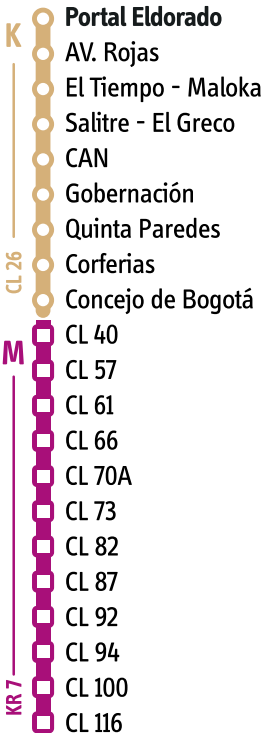 K
CL 26
Portal Eldorado
AV. Rojas
El Tiempo - Maloka
Salitre - El Greco
CAN
Gobernación
Quinta Paredes
Corferias
Concejo de Bogotá
M
KR 7
CL 40
CL 57
CL 61
CL 66
CL 70A
CL 73
CL 82
CL 87
CL 92
CL 94
CL 100
CL 116